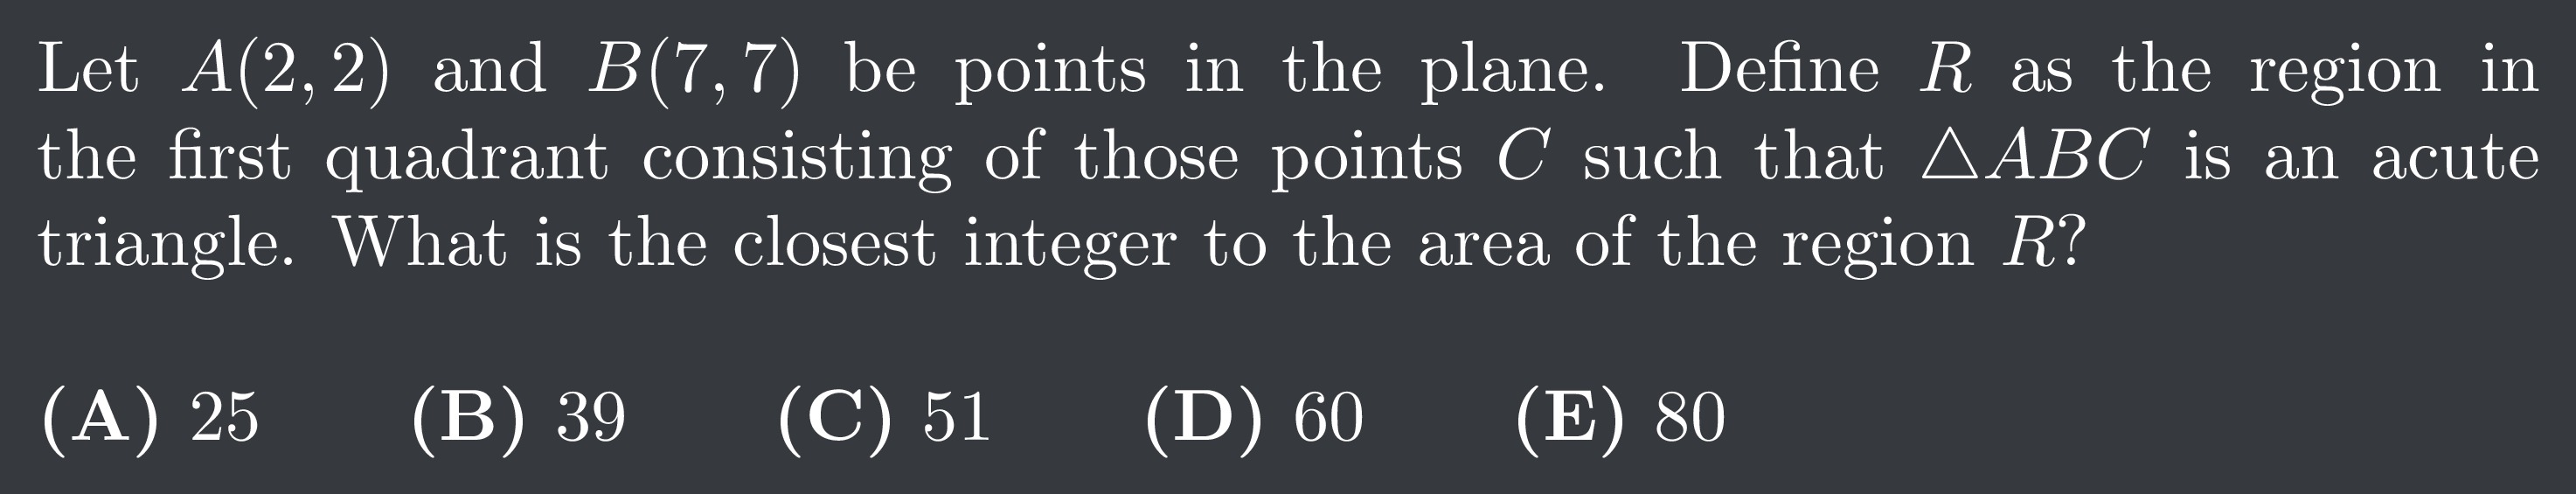 Let A(2, 2) and B(7, 7) be points in the plane. Define R as the region in
the first quadrant consisting of those points C such that △ABC is an acute
triangle. What is the closest integer to the area of the region R?
(A) 25 (B) 39 (C) 51 (D) 60 (E) 80